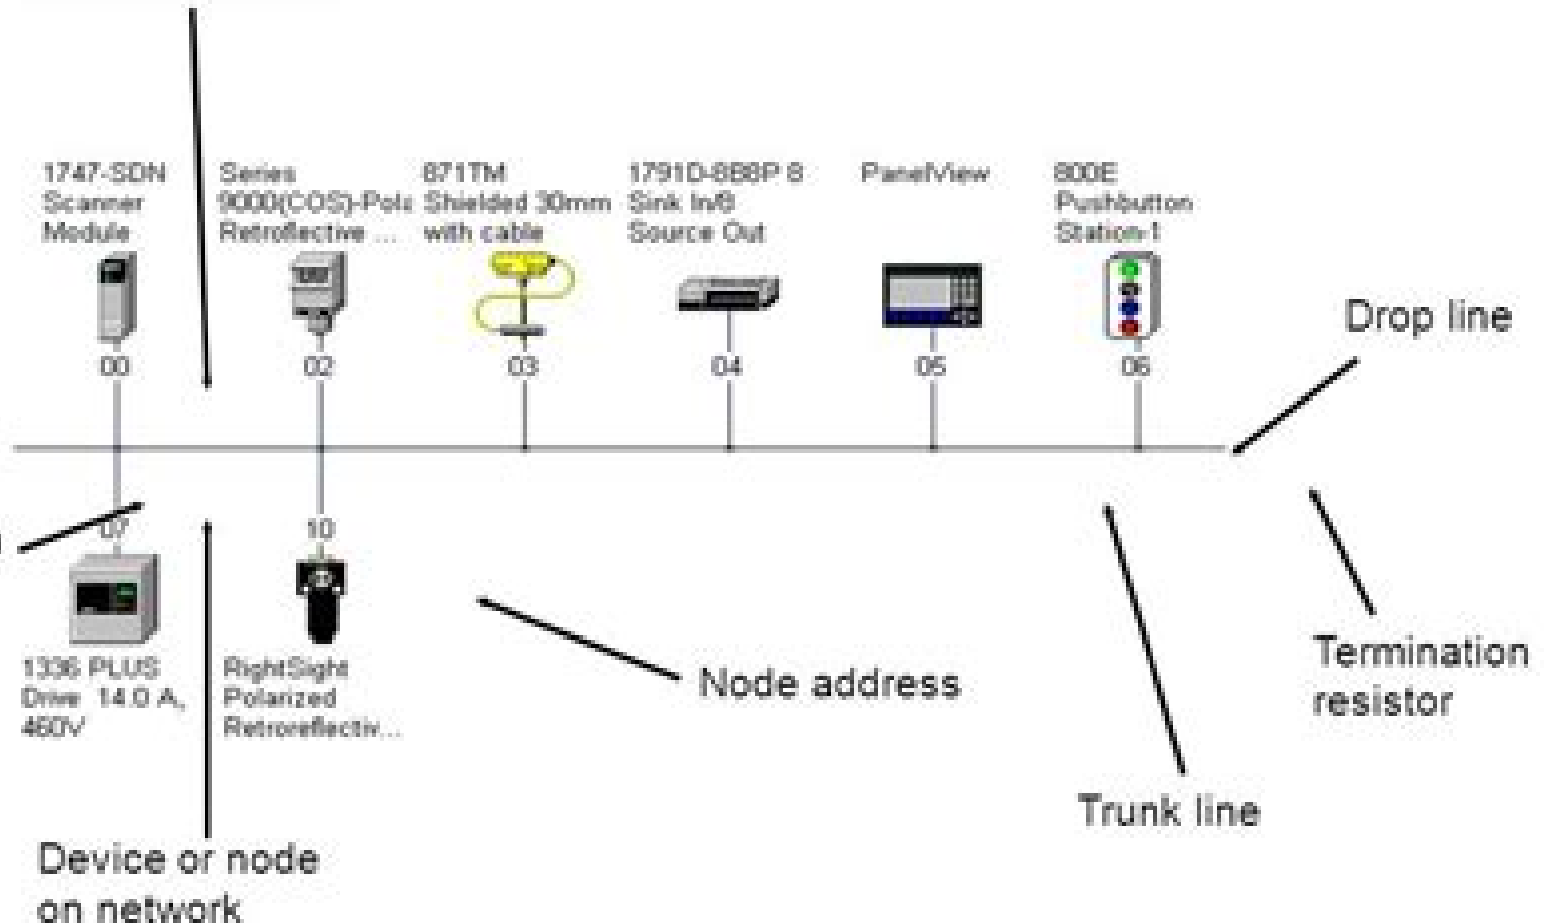 1747-SDN
Scanner
Module
Series
9000(COS)-Pola
Retroflective ...
871TM
Shielded 30mm
with cable
1791D-8B8P 8
Sink In/8
Source Out
PanelView
800E
Pushbutton
Station-1
Drop line
00
02
03
04
05
06
07
10
1336 PLUS
Drive 14.0 A,
460V
RightSight
Polarized
Retroreflectiv...
Node address
Termination
resistor
Trunk line
Device or node
on network